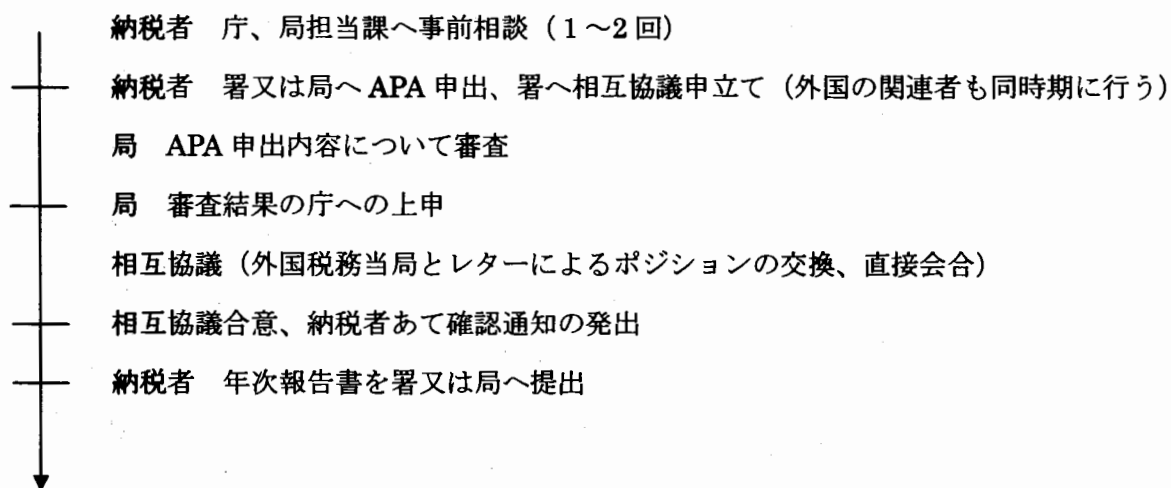 納税者 庁、局担当課へ事前相談（１～2 回）
納税者 署又は局へ APA 申出、署へ相互協議申立て（外国の関連者も同時期に行う）
局 APA 申出内容について審査
局 審査結果の庁への上申
相互協議（外国税務当局とレターによるポジションの交換、直接会合）
相互協議合意、納税者あて確認通知の発出
納税者 年次報告書を署又は局へ提出